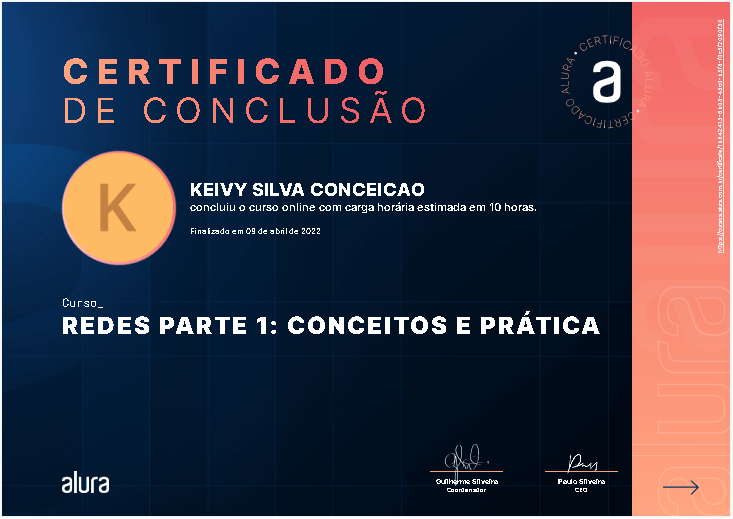 CERTIFICADO
DE CONCLUSÃO
CERTIFICADO ALURA • CERTIFICADO ALURA •
a
K
KEIVY SILVA CONCEICAO
concluiu o curso online com carga horária estimada em 10 horas.
Finalizado em 09 de abril de 2022
Curso_
REDES PARTE 1: CONCEITOS E PRÁTICA
Guilherme Silveira
Coordenador
Paulo Silveira
CEO
alura
alura